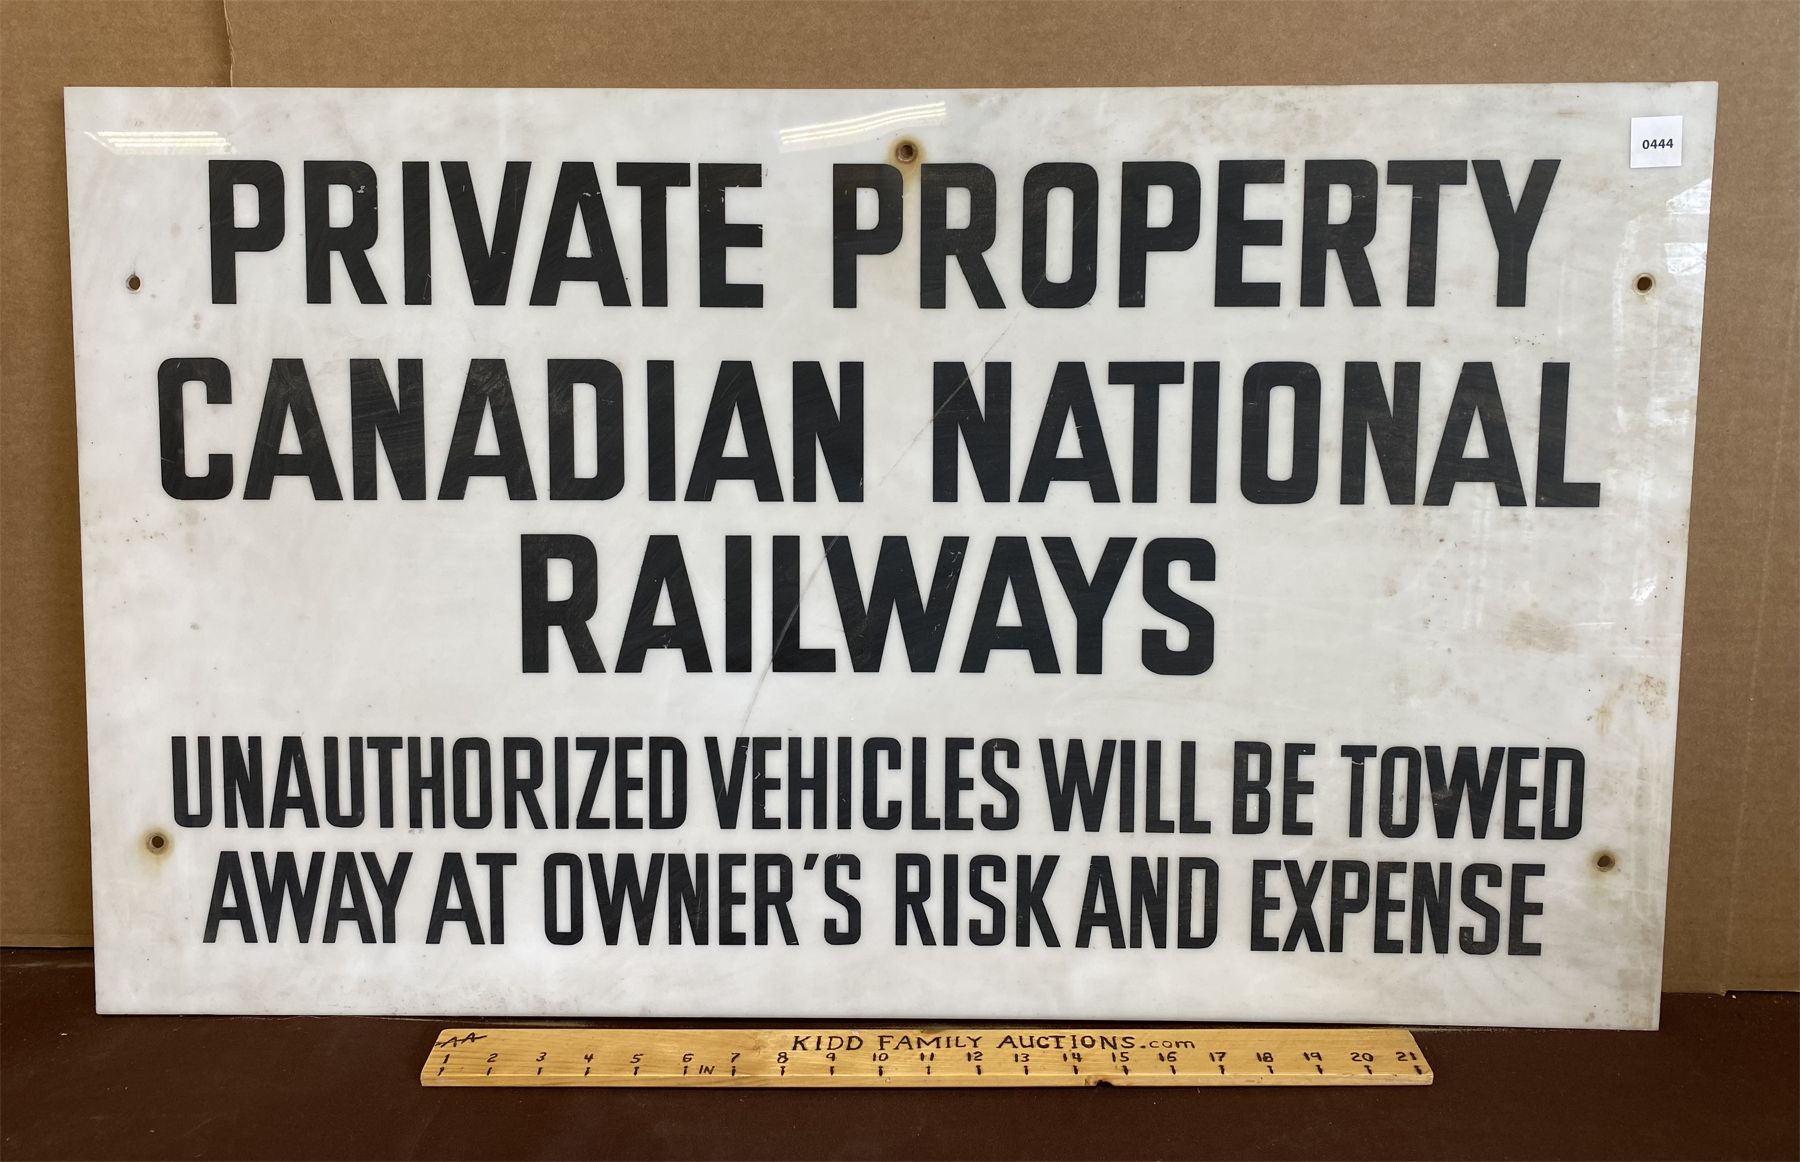 0444
PRIVATE PROPERTY
CANADIAN NATIONAL
RAILWAYS
UNAUTHORIZED VEHICLES WILL BE TOWED
AWAY AT OWNER'S RISK AND EXPENSE
-AA-
KIDD FAMILY AUCTIONS.com
1 2 3 4 5 6 7 8 9 10 11 12 13 14 15 16 17 18 19 20 21
IN